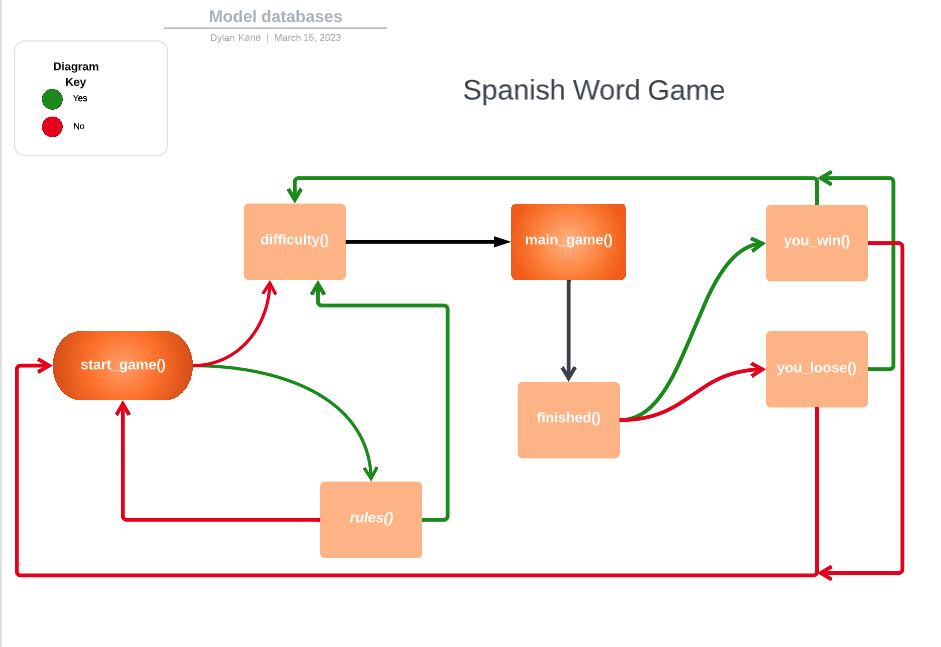 Model databases
Dylan Kane | March 15, 2023
Diagram
Key
Yes
No
Spanish Word Game
difficulty()
main_game()
you_win()
start_game()
you_loose()
finished()
rules()